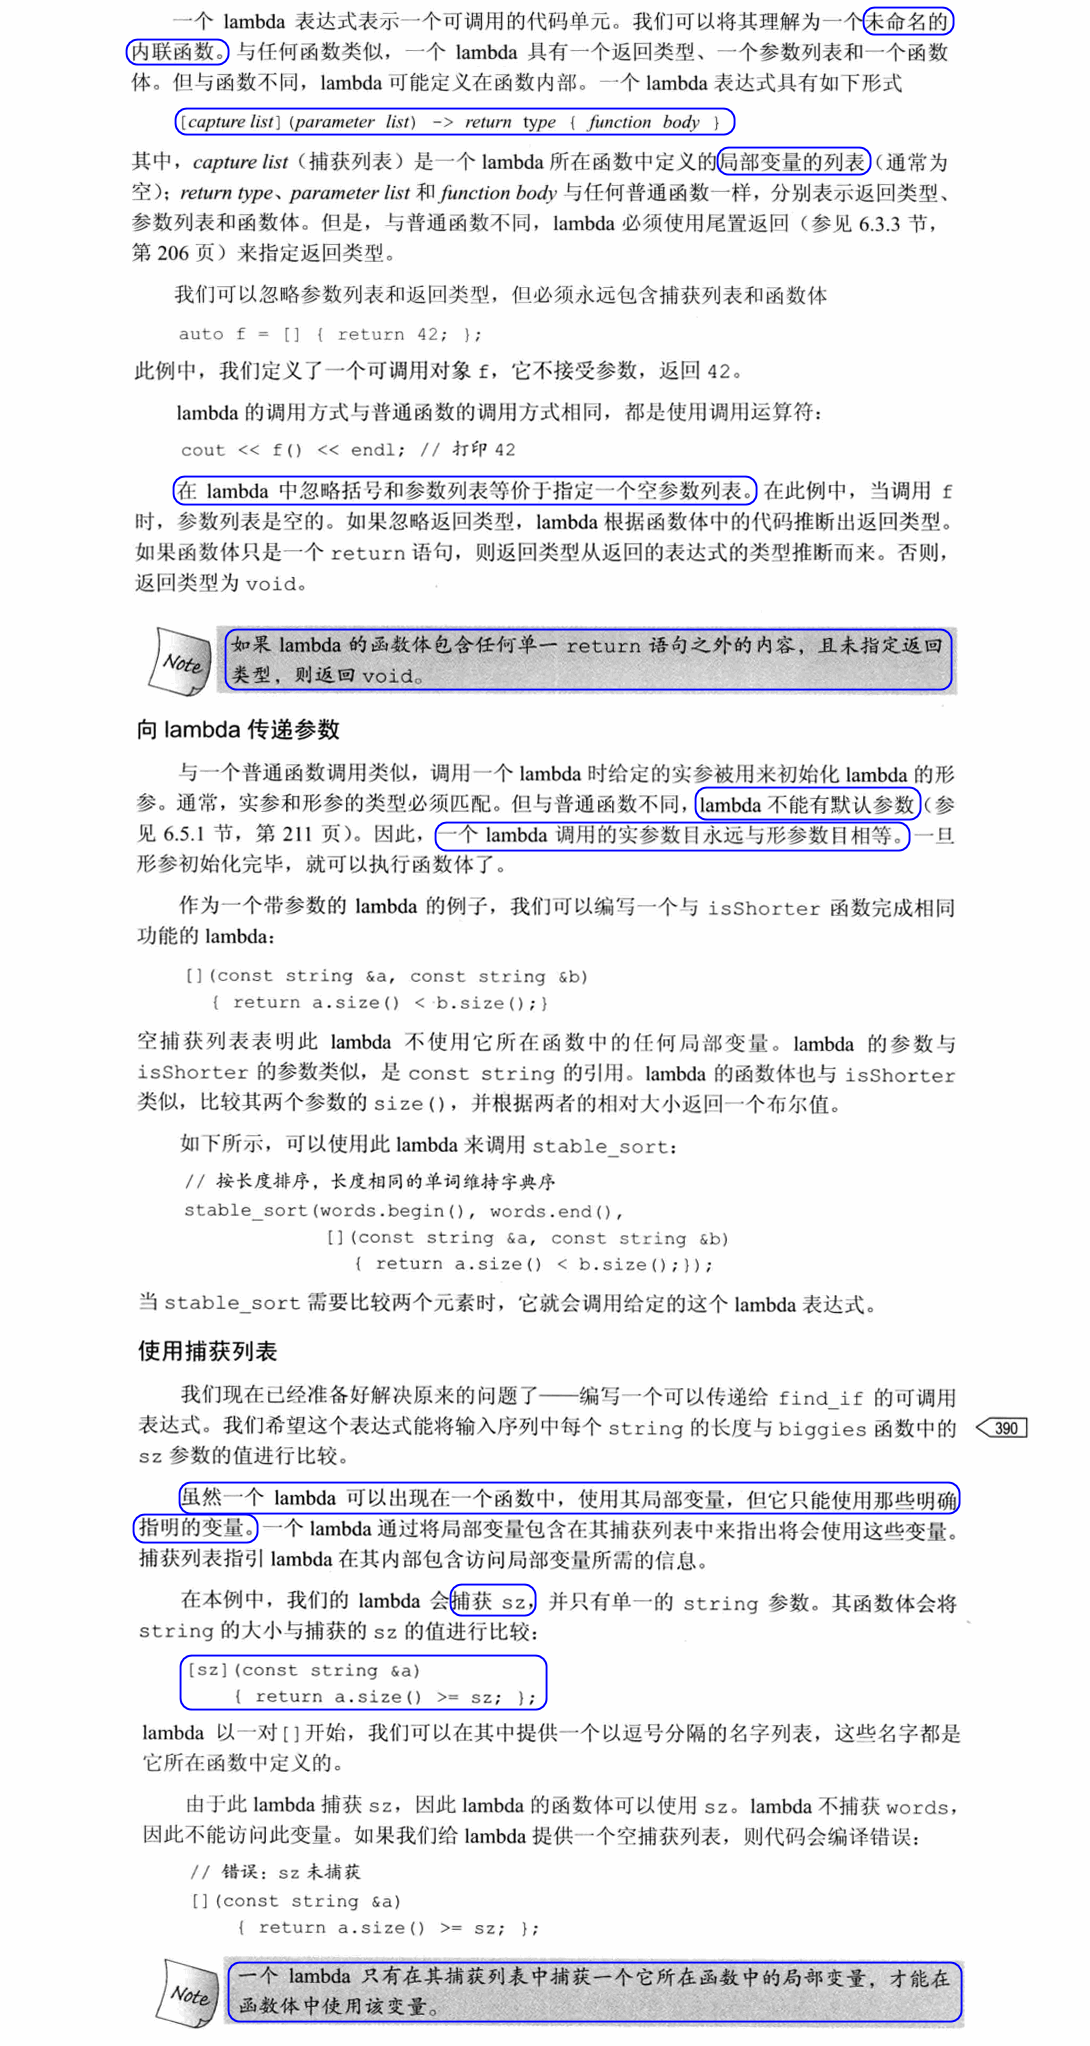 一个 lambda 表达式表示一个可调用的代码单元。我们可以将其理解为一个未命名的
内联函数。与任何函数类似，一个 lambda 具有一个返回类型、一个参数列表和一个函数
体。但与函数不同，lambda 可能定义在函数内部。一个 lambda 表达式具有如下形式
[capture list] (parameter list) -> return type { function body }
其中，capture list（捕获列表）是一个 lambda 所在函数中定义的局部变量的列表（通常为
空）；return type、parameter list 和 function body 与任何普通函数一样，分别表示返回类型、
参数列表和函数体。但是，与普通函数不同，lambda 必须使用尾置返回（参见 6.3.3 节，
第 206 页）来指定返回类型。
我们可以忽略参数列表和返回类型，但必须永远包含捕获列表和函数体
auto f = [] { return 42; };
此例中，我们定义了一个可调用对象 f，它不接受参数，返回 42。
lambda 的调用方式与普通函数的调用方式相同，都是使用调用运算符：
cout << f() << endl; // 打印 42
在 lambda 中忽略括号和参数列表等价于指定一个空参数列表。在此例中，当调用 f
时，参数列表是空的。如果忽略返回类型，lambda 根据函数体中的代码推断出返回类型。
如果函数体只是一个 return 语句，则返回类型从返回的表达式的类型推断而来。否则，
返回类型为 void。
Note
如果 lambda 的函数体包含任何单一 return 语句之外的内容，且未指定返回
类型，则返回 void。
向 lambda 传递参数
与一个普通函数调用类似，调用一个 lambda 时给定的实参被用来初始化 lambda 的形
参。通常，实参和形参的类型必须匹配。但与普通函数不同，lambda 不能有默认参数（参
见 6.5.1 节，第 211 页）。因此，一个 lambda 调用的实参数目永远与形参数目相等。一旦
形参初始化完毕，就可以执行函数体了。
作为一个带参数的 lambda 的例子，我们可以编写一个与 isShorter 函数完成相同
功能的 lambda：
[](const string &a, const string &b)
{ return a.size() < b.size();}
空捕获列表表明此 lambda 不使用它所在函数中的任何局部变量。lambda 的参数与
isShorter 的参数类似，是 const string 的引用。lambda 的函数体也与 isShorter
类似，比较其两个参数的 size()，并根据两者的相对大小返回一个布尔值。
如下所示，可以使用此 lambda 来调用 stable_sort：
// 按长度排序，长度相同的单词维持字典序
stable_sort(words.begin(), words.end(),
[](const string &a, const string &b)
{ return a.size() < b.size();});
当 stable_sort 需要比较两个元素时，它就会调用给定的这个 lambda 表达式。
使用捕获列表
我们现在已经准备好解决原来的问题了——编写一个可以传递给 find_if 的可调用
表达式。我们希望这个表达式能将输入序列中每个 string 的长度与 biggies 函数中的
390
sz 参数的值进行比较。
虽然一个 lambda 可以出现在一个函数中，使用其局部变量，但它只能使用那些明确
指明的变量。一个 lambda 通过将局部变量包含在其捕获列表中来指出将会使用这些变量。
捕获列表指引 lambda 在其内部包含访问局部变量所需的信息。
在本例中，我们的 lambda 会捕获 sz，并只有单一的 string 参数。其函数体会将
string 的大小与捕获的 sz 的值进行比较：
[sz](const string &a)
{ return a.size() >= sz; };
lambda 以一对[]开始，我们可以在其中提供一个以逗号分隔的名字列表，这些名字都是
它所在函数中定义的。
由于此 lambda 捕获 sz，因此 lambda 的函数体可以使用 sz。lambda 不捕获 words，
因此不能访问此变量。如果我们给 lambda 提供一个空捕获列表，则代码会编译错误：
// 错误：sz 未捕获
[](const string &a)
{ return a.size() >= sz; };
Note
一个 lambda 只有在其捕获列表中捕获一个它所在函数中的局部变量，才能在
函数体中使用该变量。